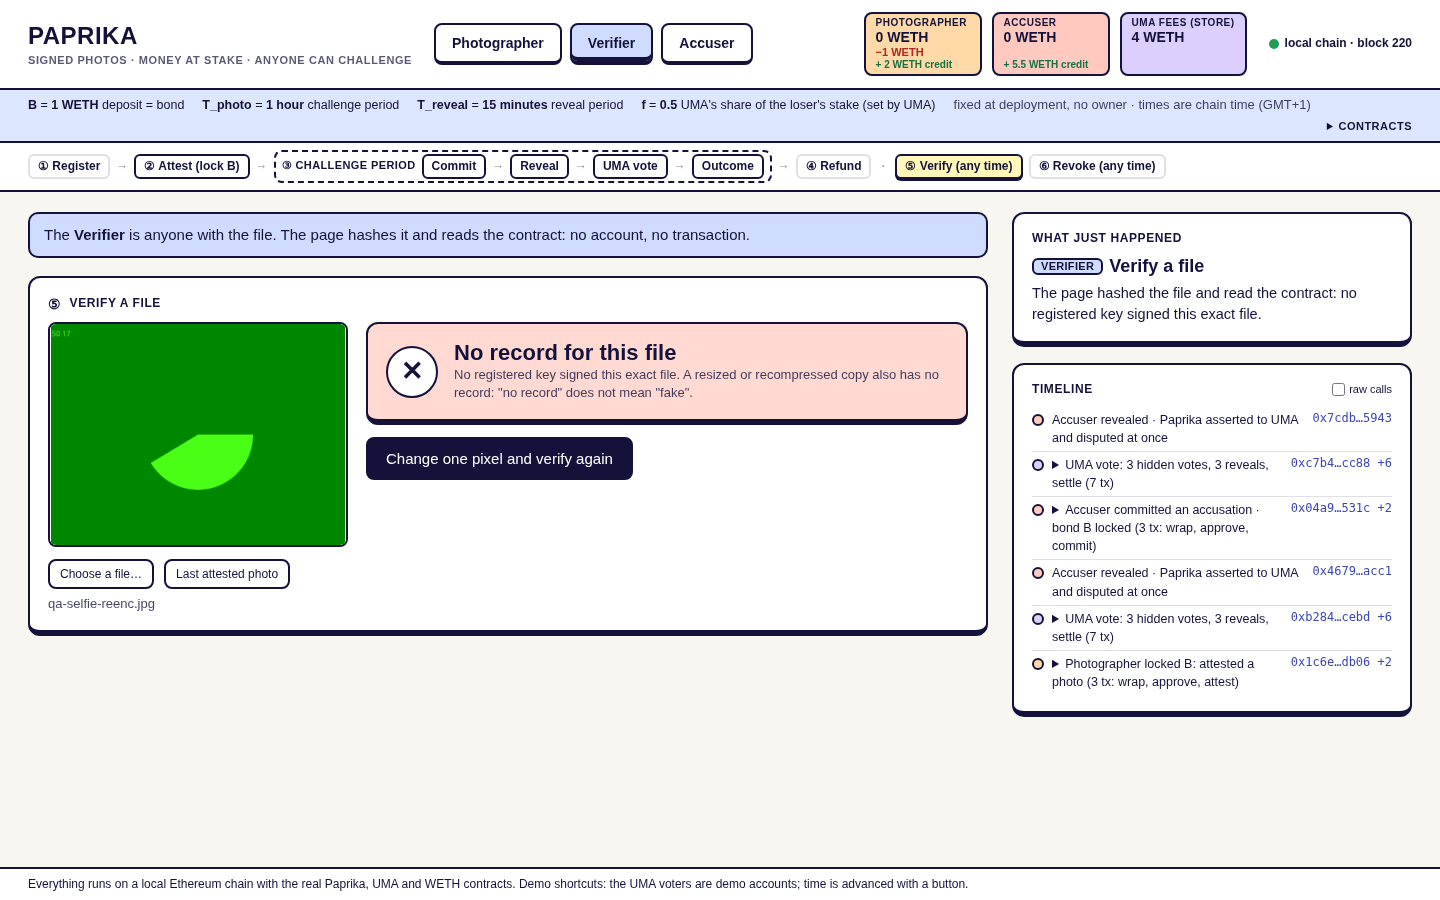 PAPRIKA
SIGNED PHOTOS · MONEY AT STAKE · ANYONE CAN CHALLENGE
Photographer
Verifier
Accuser
PHOTOGRAPHER
0 WETH
−1 WETH
+ 2 WETH credit
ACCUSER
0 WETH
+ 5.5 WETH credit
UMA FEES (STORE)
4 WETH
local chain · block 220
B = 1 WETH deposit = bond T_photo = 1 hour challenge period T_reveal = 15 minutes reveal period f = 0.5 UMA's share of the loser's stake (set by UMA) fixed at deployment, no owner · times are chain time (GMT+1)
▶ CONTRACTS
① Register → ② Attest (lock B) → ③ CHALLENGE PERIOD Commit → Reveal → UMA vote → Outcome → ④ Refund · ⑤ Verify (any time) ⑥ Revoke (any time)
The Verifier is anyone with the file. The page hashes it and reads the contract: no account, no transaction.
⑤ VERIFY A FILE
50 17
No record for this file
No registered key signed this exact file. A resized or recompressed copy also has no
record: "no record" does not mean "fake".
Change one pixel and verify again
Choose a file…
Last attested photo
qa-selfie-reenc.jpg
WHAT JUST HAPPENED
VERIFIER Verify a file
The page hashed the file and read the contract: no
registered key signed this exact file.
TIMELINE
raw calls
Accuser revealed · Paprika asserted to UMA 0x7cdb…5943
and disputed at once
▶ UMA vote: 3 hidden votes, 3 reveals, 0xc7b4…cc88 +6
settle (7 tx)
▶ Accuser committed an accusation · 0x04a9…531c +2
bond B locked (3 tx: wrap, approve,
commit)
Accuser revealed · Paprika asserted to UMA 0x4679…acc1
and disputed at once
▶ UMA vote: 3 hidden votes, 3 reveals, 0xb284…cebd +6
settle (7 tx)
▶ Photographer locked B: attested a 0x1c6e…db06 +2
photo (3 tx: wrap, approve, attest)
Everything runs on a local Ethereum chain with the real Paprika, UMA and WETH contracts. Demo shortcuts: the UMA voters are demo accounts; time is advanced with a button.